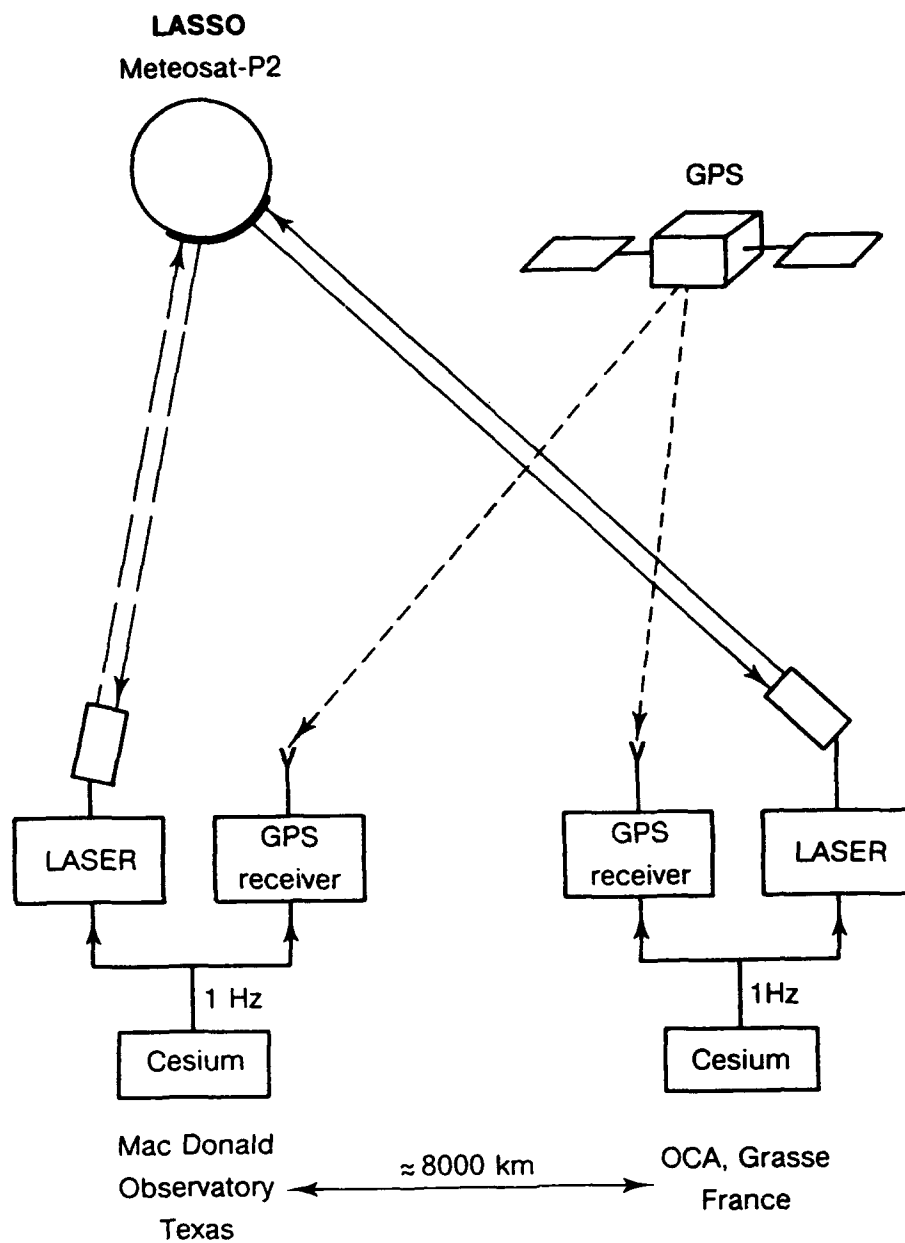 LASSO
Meteosat-P2
GPS
LASER
GPS
receiver
GPS
receiver
LASER
1 Hz
1Hz
Cesium
Cesium
Mac Donald
Observatory
Texas
≈ 8000 km
OCA, Grasse
France